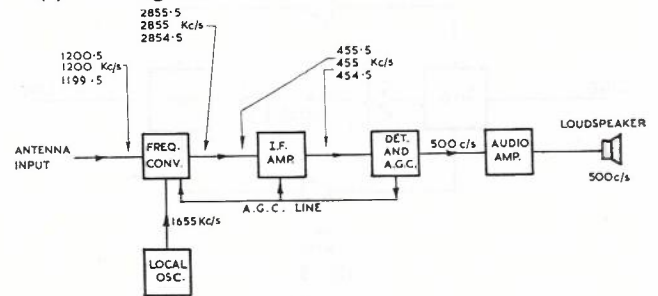 2855·5
2855 Kc/s
2854·5
1200·5
1200 Kc/s
1199·5
455·5
455 Kc/s
454·5
ANTENNA
INPUT
FREQ.
CONV.
I.F.
AMP.
DET.
AND
A.G.C.
500 c/s
AUDIO
AMP.
LOUDSPEAKER
500c/s
A.G.C. LINE
1655Kc/s
LOCAL
OSC.